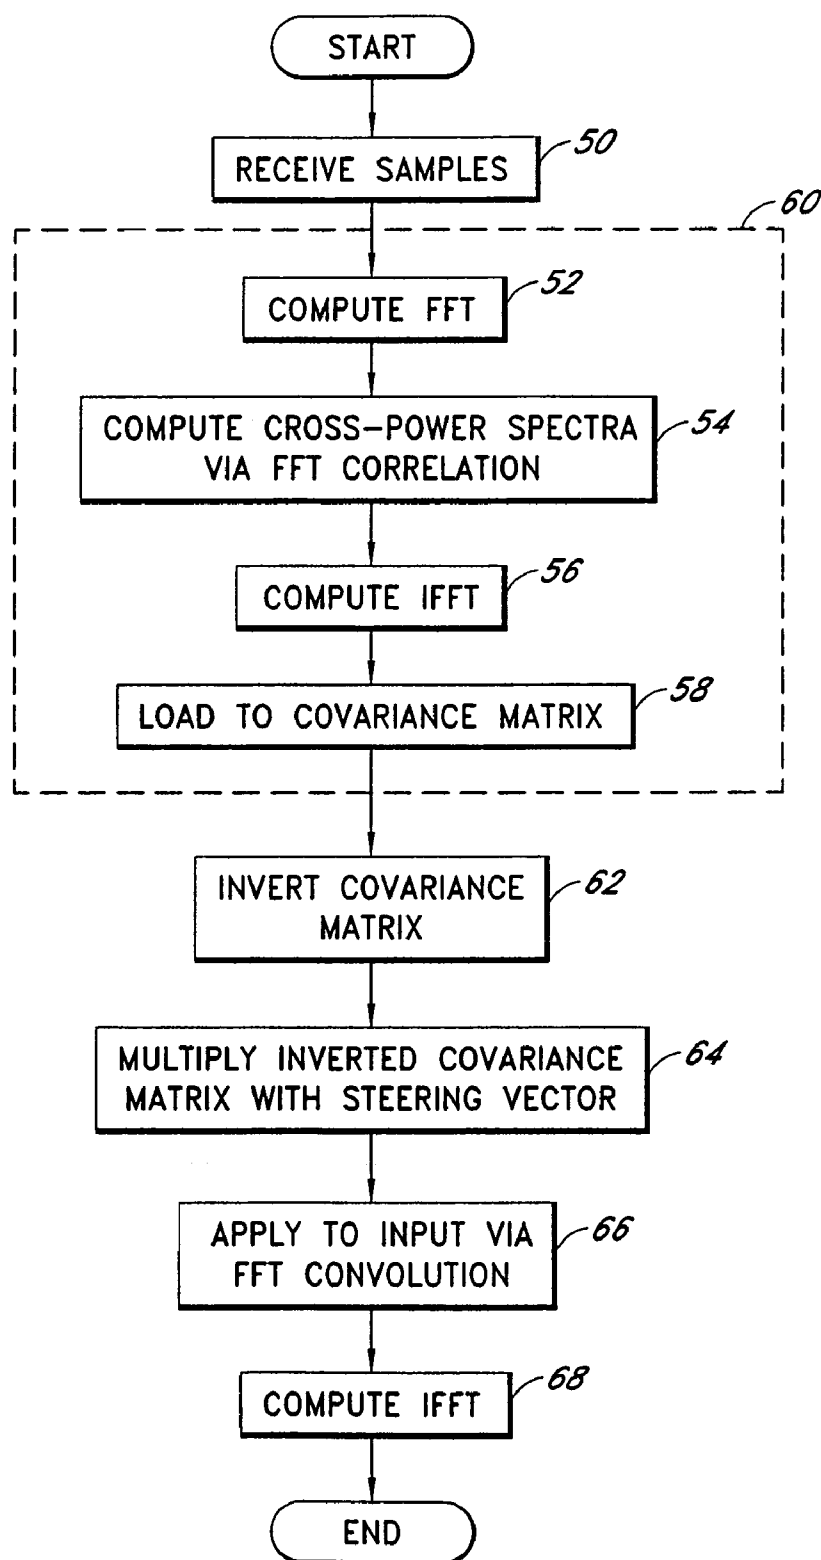 START
RECEIVE SAMPLES
50
60
COMPUTE FFT
52
COMPUTE CROSS-POWER SPECTRA
VIA FFT CORRELATION
54
COMPUTE IFFT
56
LOAD TO COVARIANCE MATRIX
58
INVERT COVARIANCE
MATRIX
62
MULTIPLY INVERTED COVARIANCE
MATRIX WITH STEERING VECTOR
64
APPLY TO INPUT VIA
FFT CONVOLUTION
66
COMPUTE IFFT
68
END